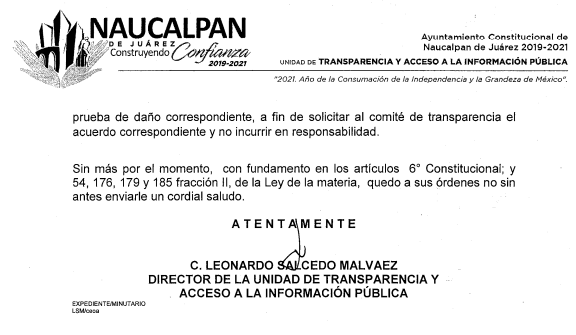 NAUCALPAN
DE JUÁREZ
Construyendo Confianza
2019-2021
Ayuntamiento Constitucional de
Naucalpan de Juárez 2019-2021
UNIDAD DE TRANSPARENCIA Y ACCESO A LA INFORMACIÓN PÚBLICA
"2021. Año de la Consumación de la Independencia y la Grandeza de México".
prueba de daño correspondiente, a fin de solicitar al comité de transparencia el
acuerdo correspondiente y no incurrir en responsabilidad.
Sin más por el momento, con fundamento en los artículos 6° Constitucional; y
54, 176, 179 y 185 fracción II, de la Ley de la materia, quedo a sus órdenes no sin
antes enviarle un cordial saludo.
A T E N T A M E N T E
C. LEONARDO SALCEDO MALVAEZ
DIRECTOR DE LA UNIDAD DE TRANSPARENCIA Y
ACCESO A LA INFORMACIÓN PÚBLICA
EXPEDIENTE/MINUTARIO
LSM/ceoa